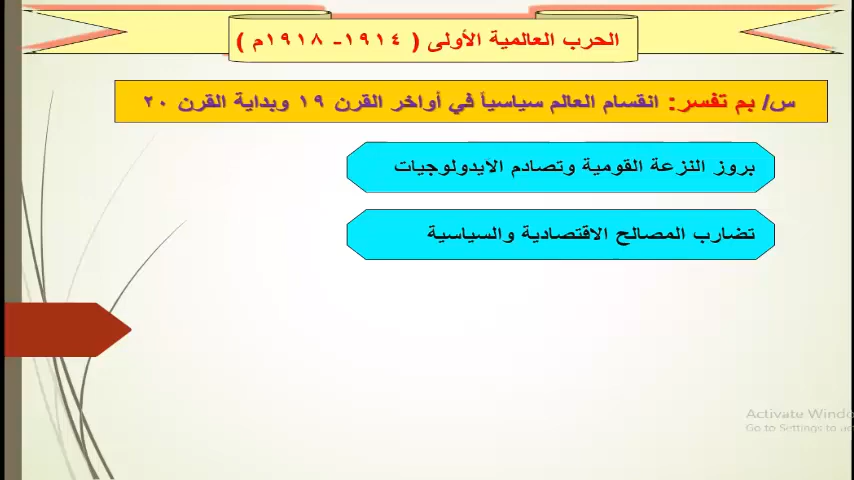 الحرب العالمية الأولى ( ١٩١٤- ١٩١٨م )
س/ بم تفسر: انقسام العالم سياسياً في أواخر القرن ١٩ وبداية القرن ٢٠
بروز النزعة القومية وتصادم الايدولوجيات
تضارب المصالح الاقتصادية والسياسية
Activate Windo
Go to Settings to a